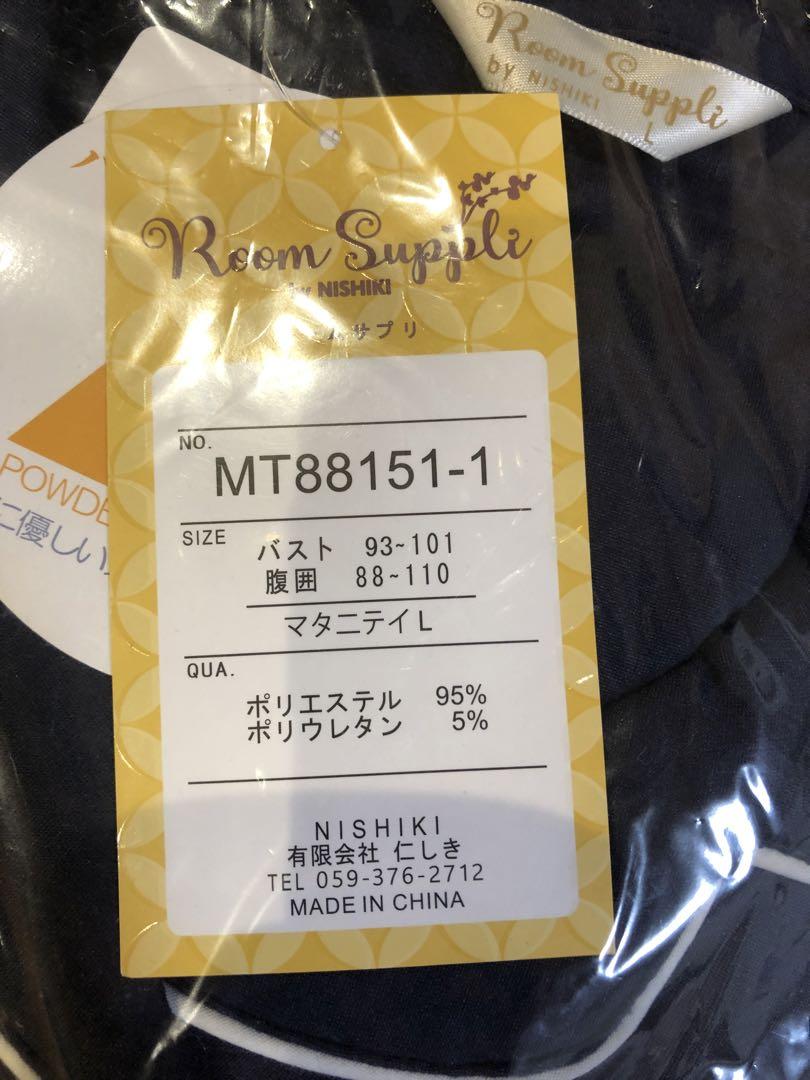 Room Suppli
by NISHIKI
L
Room Suppli
by NISHIKI
ルームサプリ
POWDE
に優しい
NO.
MT88151-1
SIZE
バスト 93~101
腹囲 88~110
マタニテイL
QUA.
ポリエステル 95%
ポリウレタン 5%
NISHIKI
有限会社 仁しき
TEL 059-376-2712
MADE IN CHINA